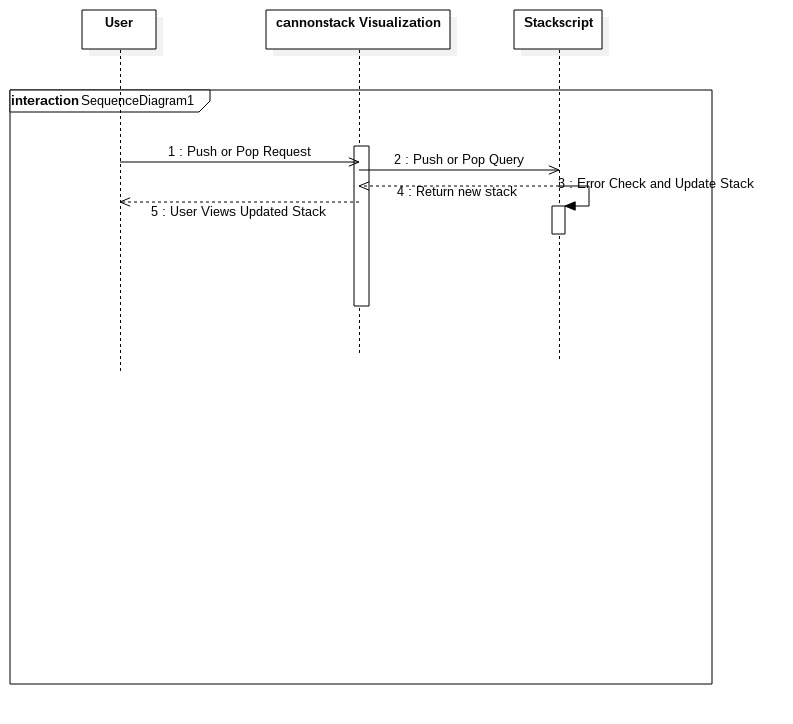 User
cannonstack Visualization
Stackscript
interaction SequenceDiagram1
1 : Push or Pop Request
2 : Push or Pop Query
3 : Error Check and Update Stack
4 : Return new stack
5 : User Views Updated Stack